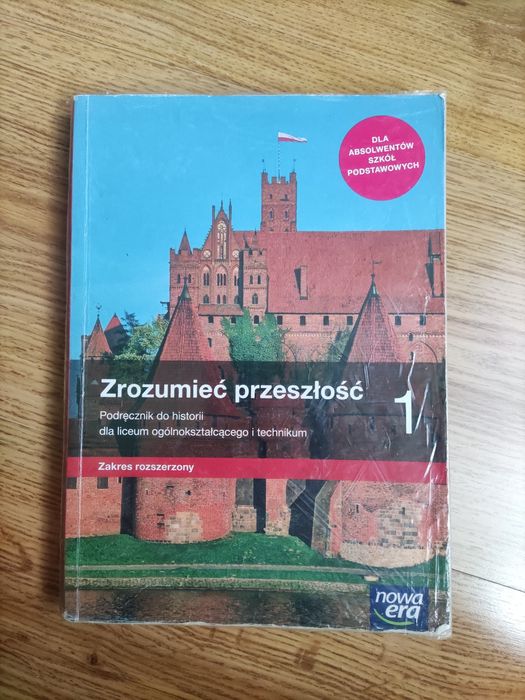 DLA
ABSOLWENTÓW
SZKÓŁ
PODSTAWOWYCH
Zrozumieć przeszłość
1
Podręcznik do historii
dla liceum ogólnokształcącego i technikum
Zakres rozszerzony
nowa
era